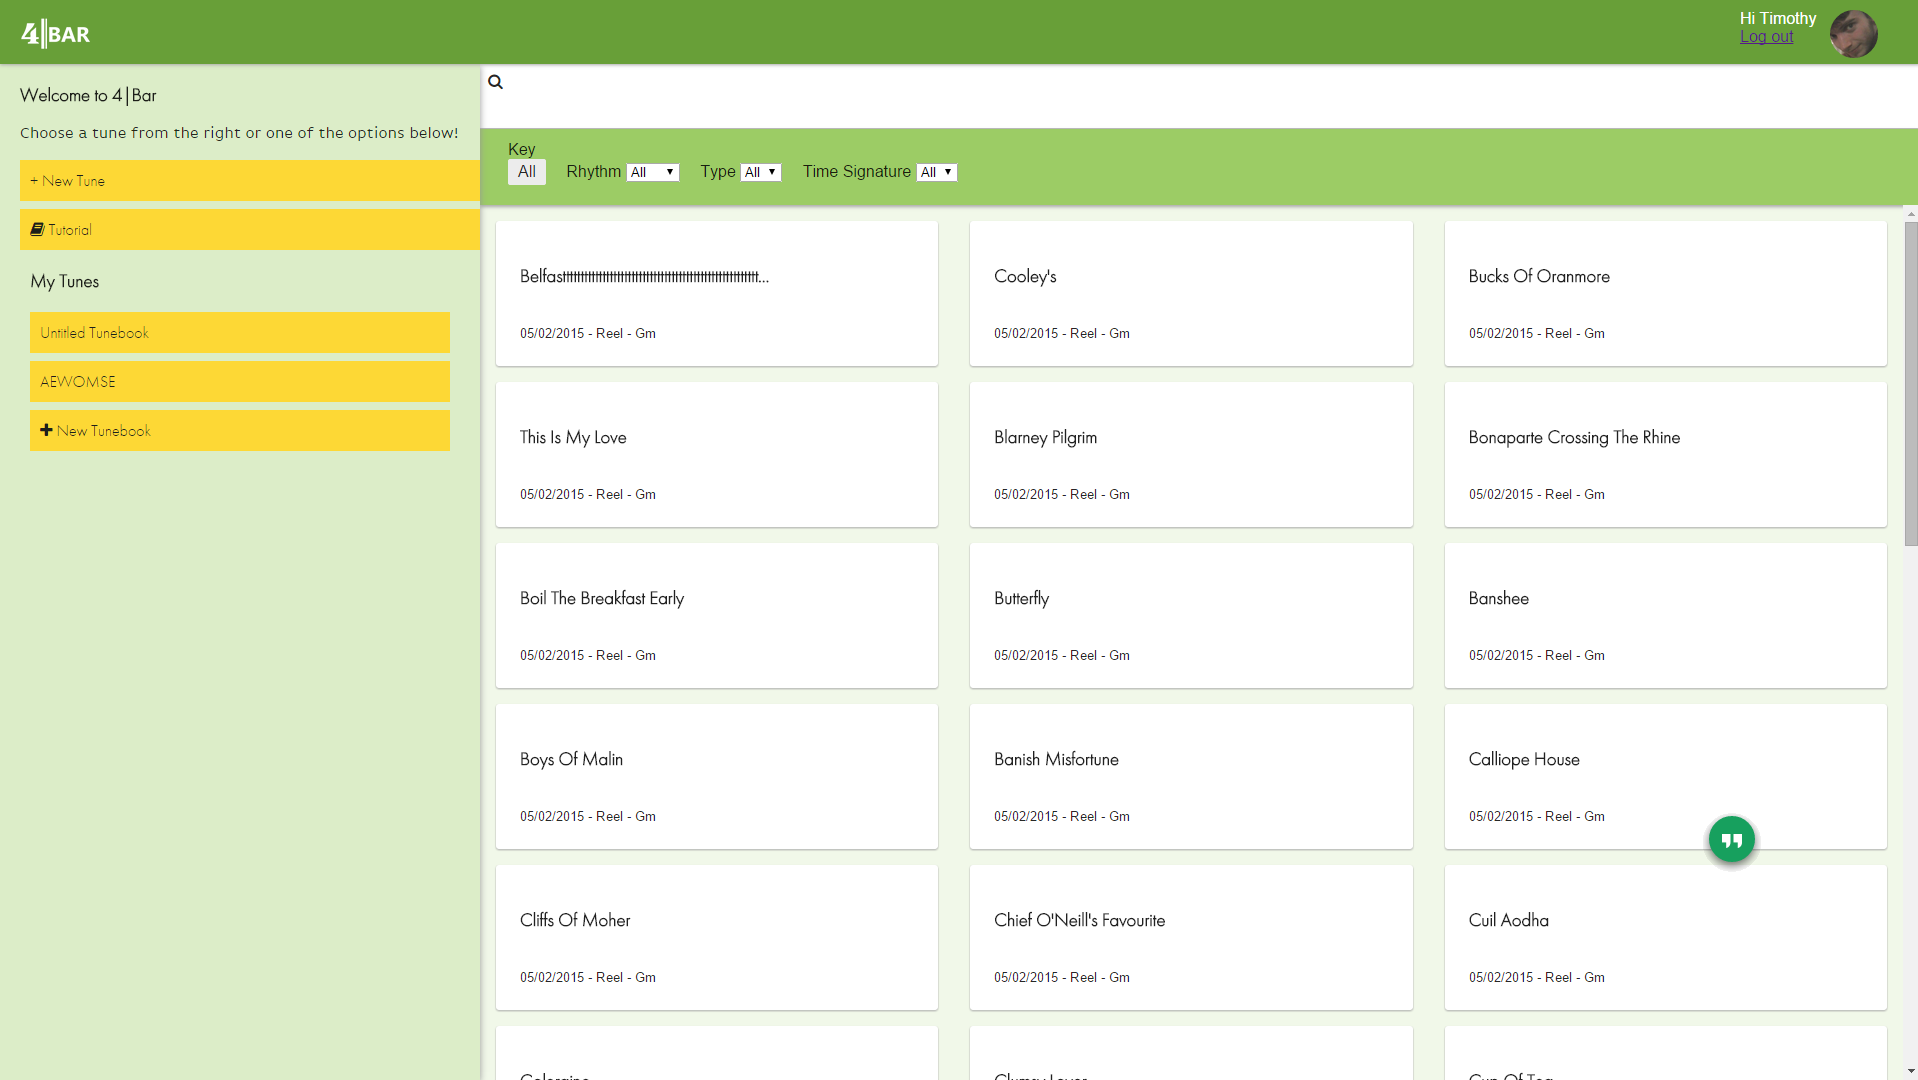 4|BAR
Hi Timothy
Log out
Welcome to 4|Bar
Choose a tune from the right or one of the options below!
+ New Tune
Tutorial
My Tunes
Untitled Tunebook
AEWOMSE
New Tunebook
Key
All
Rhythm All
Type All
Time Signature All
Belfastttttttttttttttttttttttttttttttttttttttttttttttttttttt...
05/02/2015 - Reel - Gm
Cooley's
05/02/2015 - Reel - Gm
Bucks Of Oranmore
05/02/2015 - Reel - Gm
This Is My Love
05/02/2015 - Reel - Gm
Blarney Pilgrim
05/02/2015 - Reel - Gm
Bonaparte Crossing The Rhine
05/02/2015 - Reel - Gm
Boil The Breakfast Early
05/02/2015 - Reel - Gm
Butterfly
05/02/2015 - Reel - Gm
Banshee
05/02/2015 - Reel - Gm
Boys Of Malin
05/02/2015 - Reel - Gm
Banish Misfortune
05/02/2015 - Reel - Gm
Calliope House
05/02/2015 - Reel - Gm
Cliffs Of Moher
05/02/2015 - Reel - Gm
Chief O'Neill's Favourite
05/02/2015 - Reel - Gm
Cuil Aodha
05/02/2015 - Reel - Gm